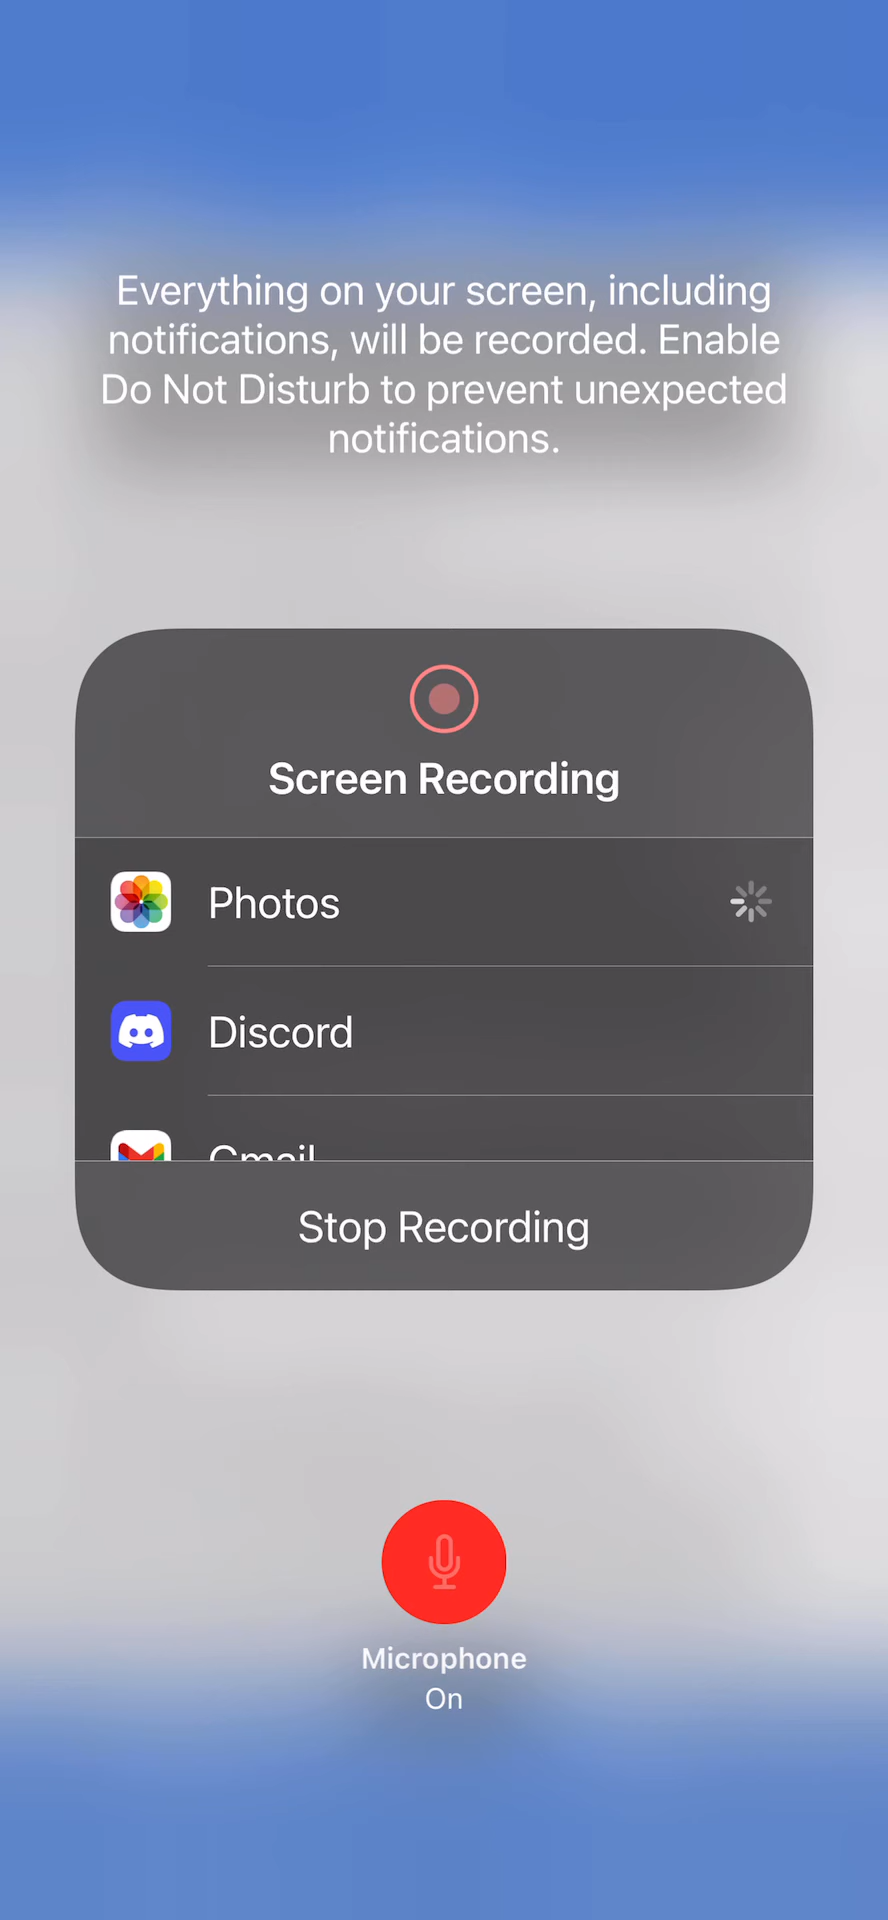 Everything on your screen, including
notifications, will be recorded. Enable
Do Not Disturb to prevent unexpected
notifications.
Screen Recording
Photos
Discord
Gmail
Stop Recording
Microphone
On